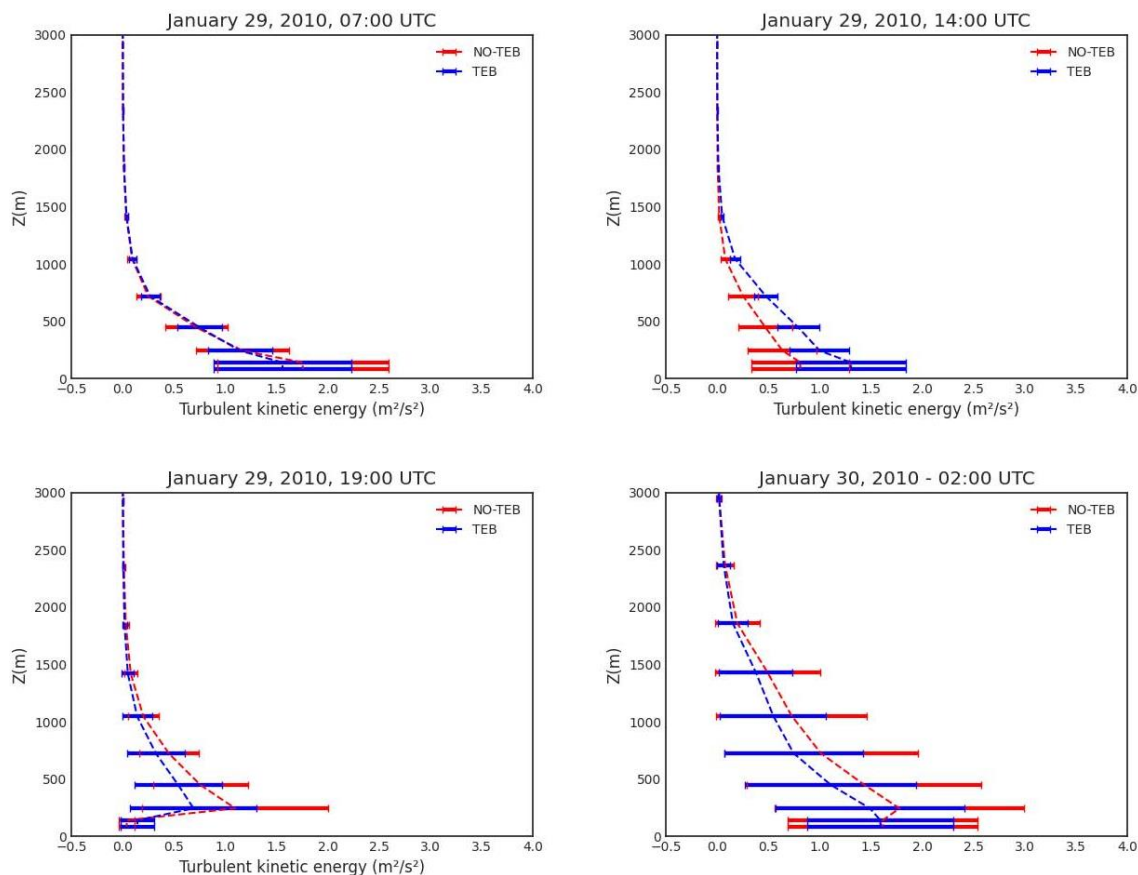 January 29, 2010, 07:00 UTC
3000
2500
2000
1500
1000
500
0
Z(m)
NO-TEB
TEB
−0.5 0.0 0.5 1.0 1.5 2.0 2.5 3.0 3.5 4.0
Turbulent kinetic energy (m²/s²)
January 29, 2010, 14:00 UTC
3000
2500
2000
1500
1000
500
0
Z(m)
NO-TEB
TEB
−0.5 0.0 0.5 1.0 1.5 2.0 2.5 3.0 3.5 4.0
Turbulent kinetic energy (m²/s²)
January 29, 2010, 19:00 UTC
3000
2500
2000
1500
1000
500
0
Z(m)
NO-TEB
TEB
−0.5 0.0 0.5 1.0 1.5 2.0 2.5 3.0 3.5 4.0
Turbulent kinetic energy (m²/s²)
January 30, 2010 - 02:00 UTC
3000
2500
2000
1500
1000
500
0
Z(m)
NO-TEB
TEB
−0.5 0.0 0.5 1.0 1.5 2.0 2.5 3.0 3.5 4.0
Turbulent kinetic energy (m²/s²)